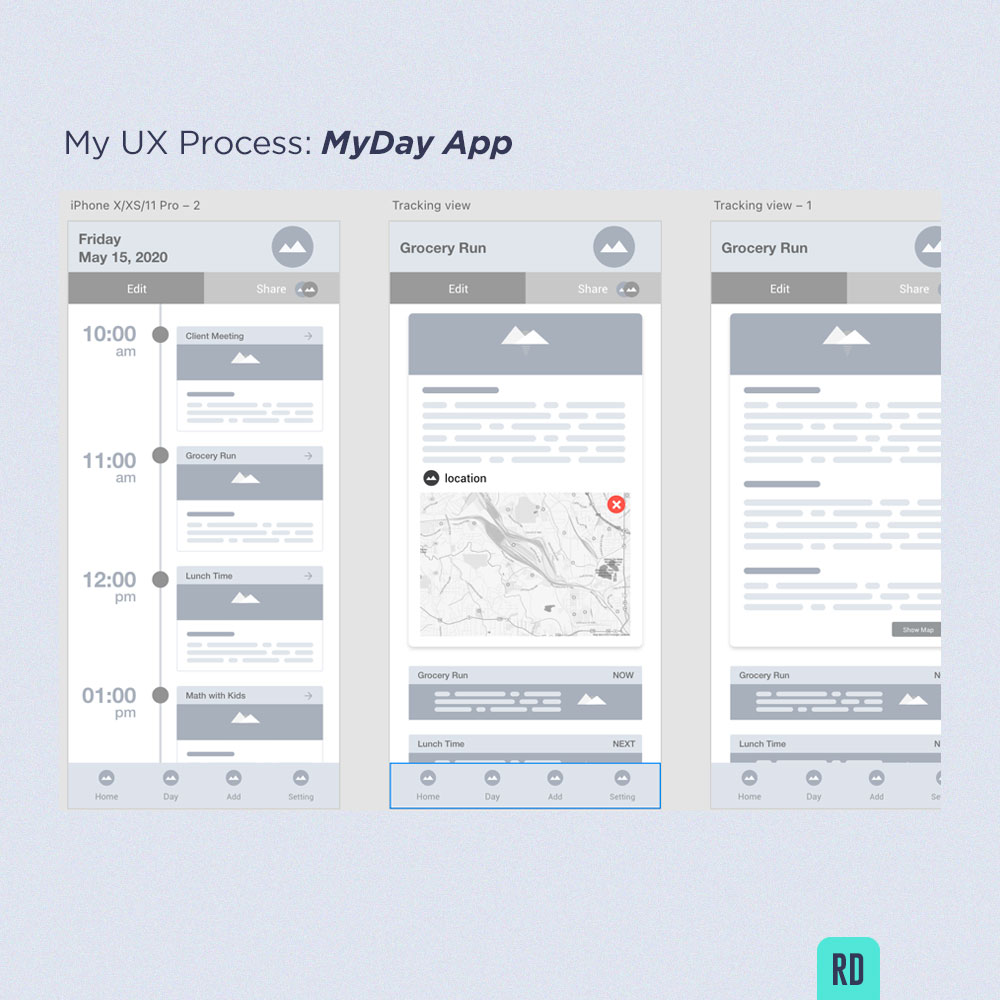 My UX Process: MyDay App
iPhone X/XS/11 Pro – 2
Friday
May 15, 2020
Edit
Share
10:00
am
Client Meeting
11:00
am
Grocery Run
12:00
pm
Lunch Time
01:00
pm
Math with Kids
Home
Day
Add
Setting
Tracking view
Grocery Run
Edit
Share
location
Grocery Run
NOW
Lunch Time
NEXT
Home
Day
Add
Setting
Tracking view – 1
Grocery Run
Edit
Share
Show Map
Grocery Run
N
Lunch Time
N
Home
Day
Add
Se
RD